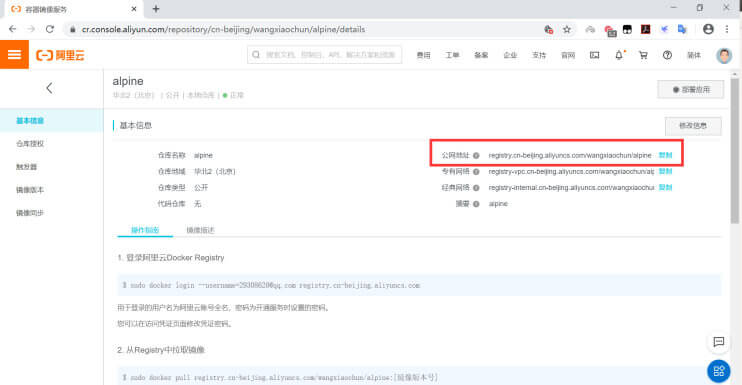 容器镜像服务
cr.console.aliyun.com/repository/cn-beijing/wangxiaochun/alpine/details
阿里云
搜索文档、控制台、API、解决方案和资源
费用 工单 备案 企业 支持 官网 简体
alpine
华北2（北京） | 公开 | 本地仓库 | 正常
部署应用
基本信息
仓库授权
触发器
镜像版本
镜像同步
基本信息
修改信息
仓库名称 alpine
公网地址 registry.cn-beijing.aliyuncs.com/wangxiaochun/alpine 复制
仓库地域 华北2（北京）
专有网络 registry-vpc.cn-beijing.aliyuncs.com/wangxiaochun/alp 复制
仓库类型 公开
经典网络 registry-internal.cn-beijing.aliyuncs.com/wangxiaochun 复制
代码仓库 无
摘要 alpine
操作指南 镜像描述
1. 登录阿里云Docker Registry
$ sudo docker login --username=29308620@qq.com registry.cn-beijing.aliyuncs.com
用于登录的用户名为阿里云账号全名，密码为开通服务时设置的密码。
您可以在访问凭证页面修改凭证密码。
2. 从Registry中拉取镜像
$ sudo docker pull registry.cn-beijing.aliyuncs.com/wangxiaochun/alpine:[镜像版本号]